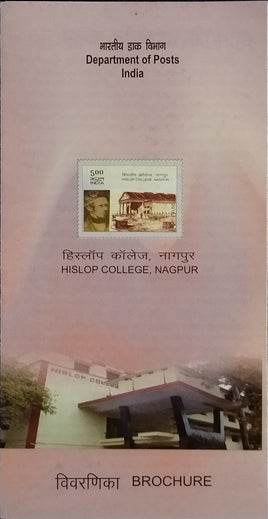 भारतीय डाक विभाग
Department of Posts
India
5.00
भारत
INDIA
हिस्लॉप कॉलेज, नागपुर
HISLOP COLLEGE, NAGPUR
हिस्लॉप कॉलेज, नागपुर
HISLOP COLLEGE, NAGPUR
HISLOP COLLEGE
विवरणिका BROCHURE